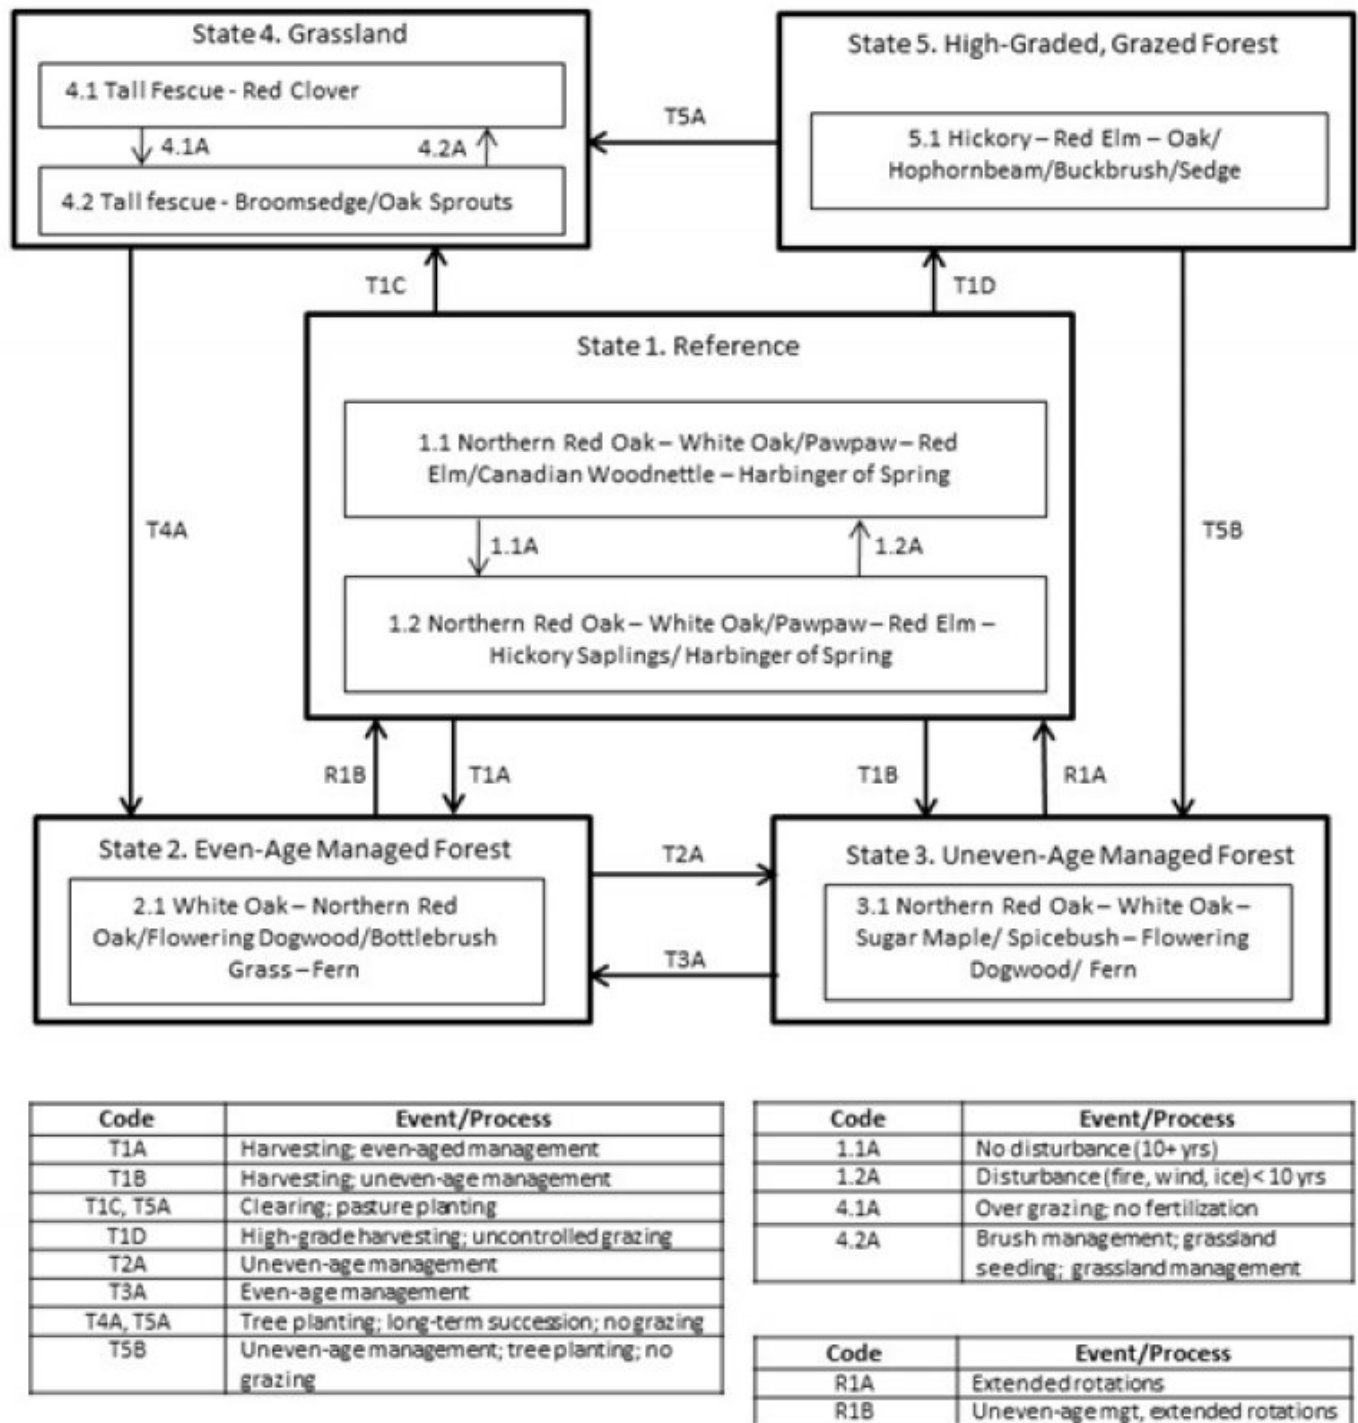 State 4. Grassland
4.1 Tall Fescue - Red Clover
4.1A
4.2A
4.2 Tall fescue - Broomsedge/Oak Sprouts
T5A
State 5. High-Graded, Grazed Forest
5.1 Hickory – Red Elm – Oak/
Hophornbeam/Buckbrush/Sedge
T1C
T1D
State 1. Reference
1.1 Northern Red Oak – White Oak/Pawpaw – Red
Elm/Canadian Woodnettle – Harbinger of Spring
1.1A
1.2A
1.2 Northern Red Oak – White Oak/Pawpaw – Red Elm –
Hickory Saplings/ Harbinger of Spring
T4A
T5B
R1B
T1A
T1B
R1A
State 2. Even-Age Managed Forest
2.1 White Oak – Northern Red
Oak/Flowering Dogwood/Bottlebrush
Grass – Fern
T2A
T3A
State 3. Uneven-Age Managed Forest
3.1 Northern Red Oak – White Oak –
Sugar Maple/ Spicebush – Flowering
Dogwood/ Fern
Code Event/Process
T1A Harvesting; even-aged management
T1B Harvesting; uneven-age management
T1C, T5A Clearing; pasture planting
T1D High-grade harvesting; uncontrolled grazing
T2A Uneven-age management
T3A Even-age management
T4A, T5A Tree planting; long-term succession; no grazing
T5B Uneven-age management; tree planting; no
grazing
Code Event/Process
1.1A No disturbance (10+ yrs)
1.2A Disturbance (fire, wind, ice) < 10 yrs
4.1A Over grazing; no fertilization
4.2A Brush management; grassland
seeding; grassland management
Code Event/Process
R1A Extended rotations
R1B Uneven-age mgt, extended rotations